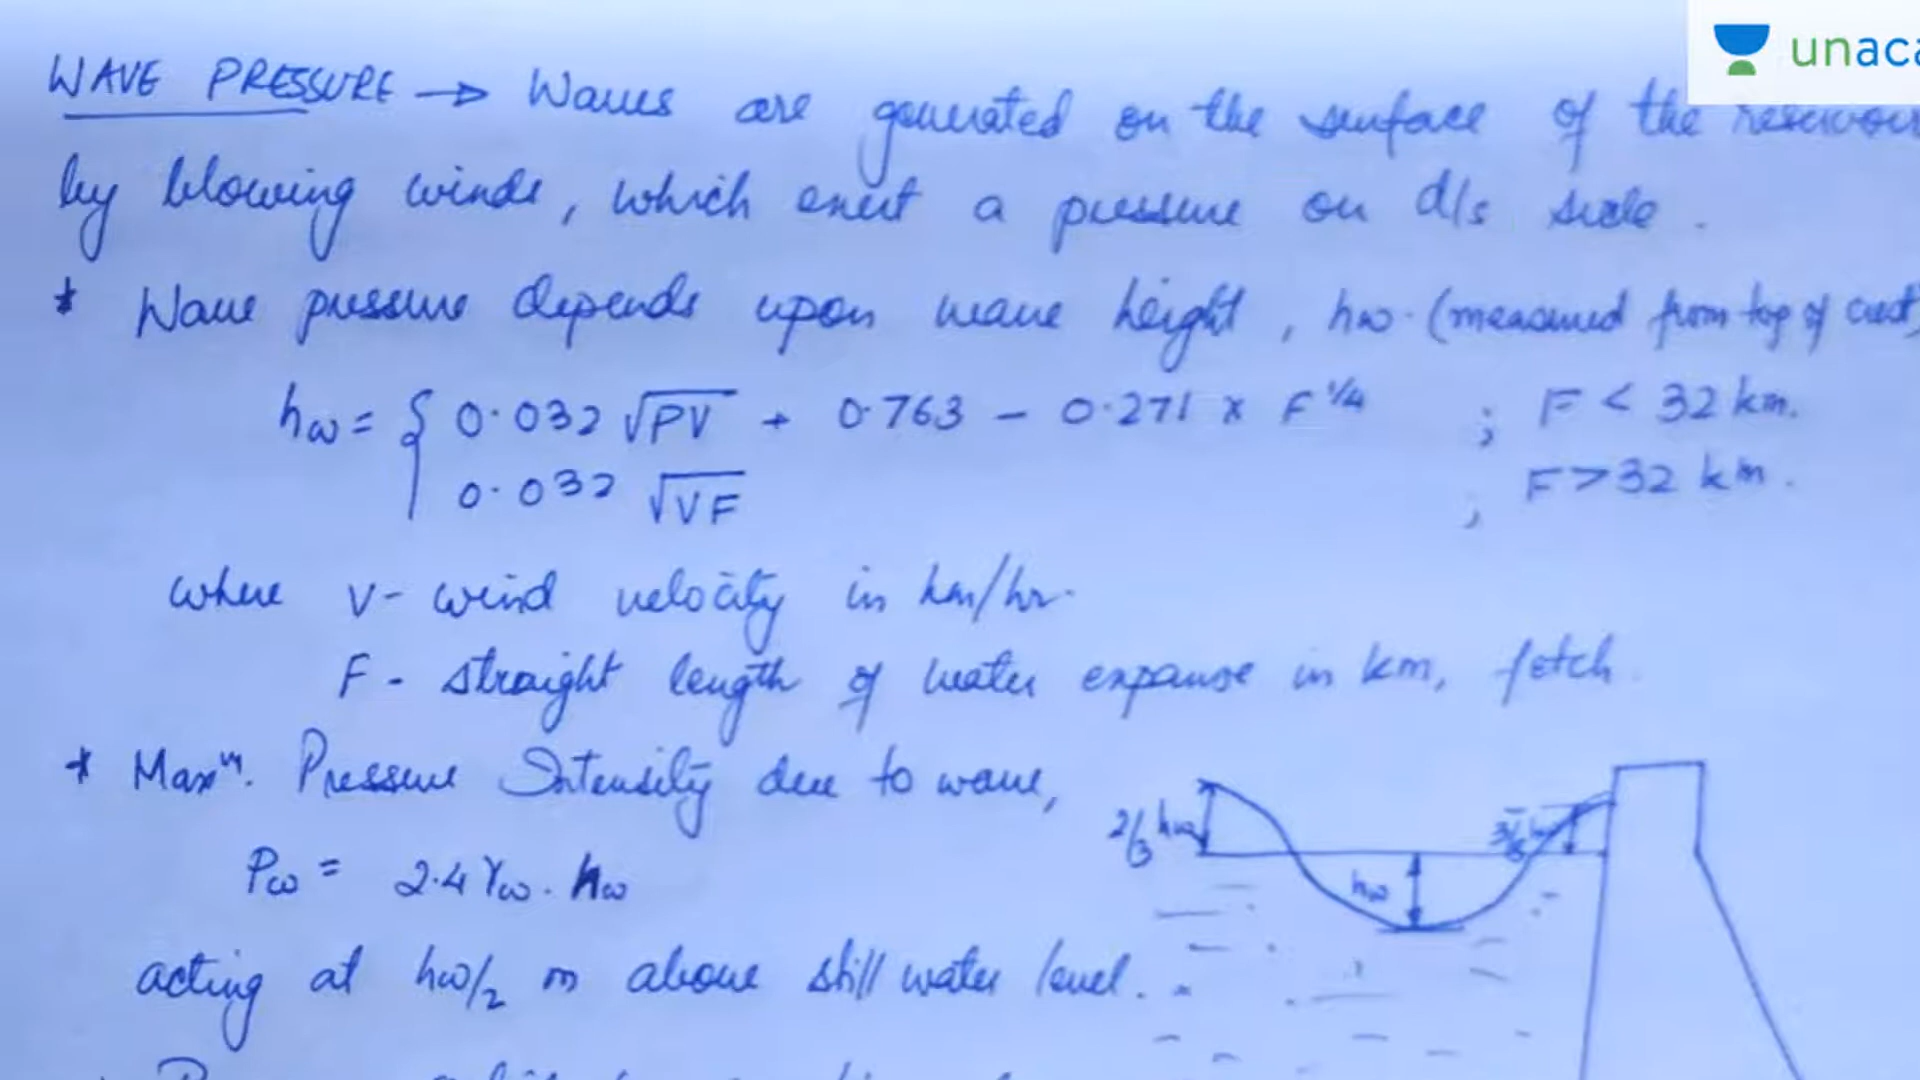 unaca
WAVE PRESSURE → Waves are generated on the surface of the reservoir
by blowing winds, which exert a pressure on d/s side.
* Wave pressure depends upon wave height, hw. (measured from top of crest,
hw = { 0.032 √PV + 0.763 - 0.271 x F^1/4 ; F < 32 km.
0.032 √VF ; F > 32 km.
where V - wind velocity in km/hr.
F - straight length of water expanse in km, fetch.
* Max^m. Pressure Intensity due to wave,
Pw = 2.4 γw. hw
acting at hw/2 m above still water level.
2/3 hw
hw